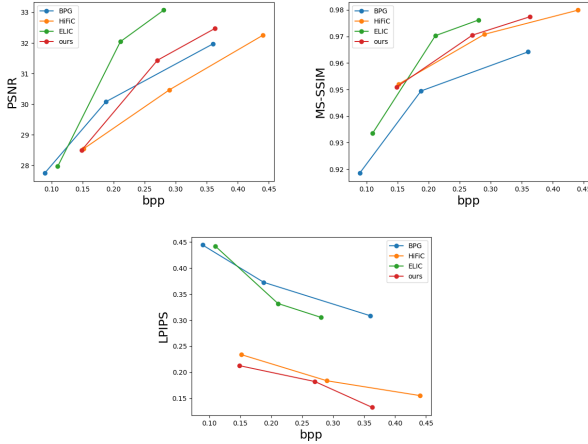 PSNR
33
32
31
30
29
28
BPG
HiFiC
ELIC
ours
0.10 0.15 0.20 0.25 0.30 0.35 0.40 0.45
bpp
MS-SSIM
0.98
0.97
0.96
0.95
0.94
0.93
0.92
BPG
HiFiC
ELIC
ours
0.10 0.15 0.20 0.25 0.30 0.35 0.40 0.45
bpp
LPIPS
0.45
0.40
0.35
0.30
0.25
0.20
0.15
BPG
HiFiC
ELIC
ours
0.10 0.15 0.20 0.25 0.30 0.35 0.40 0.45
bpp